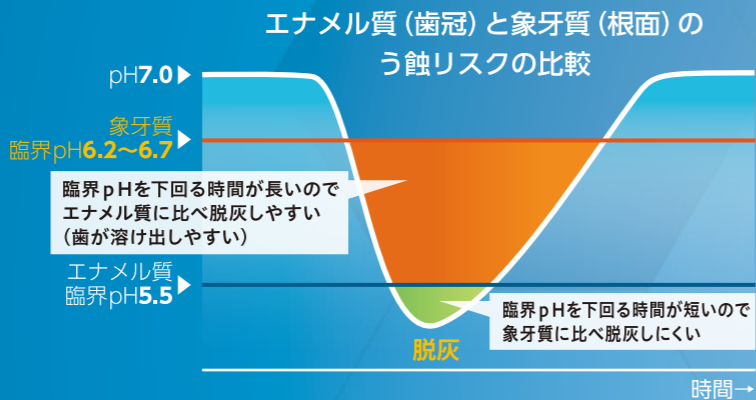 エナメル質（歯冠）と象牙質（根面）の
う蝕リスクの比較
pH7.0
象牙質
臨界pH6.2〜6.7
臨界pHを下回る時間が長いので
エナメル質に比べ脱灰しやすい
（歯が溶け出しやすい）
エナメル質
臨界pH5.5
臨界pHを下回る時間が短いので
象牙質に比べ脱灰しにくい
脱灰
時間→